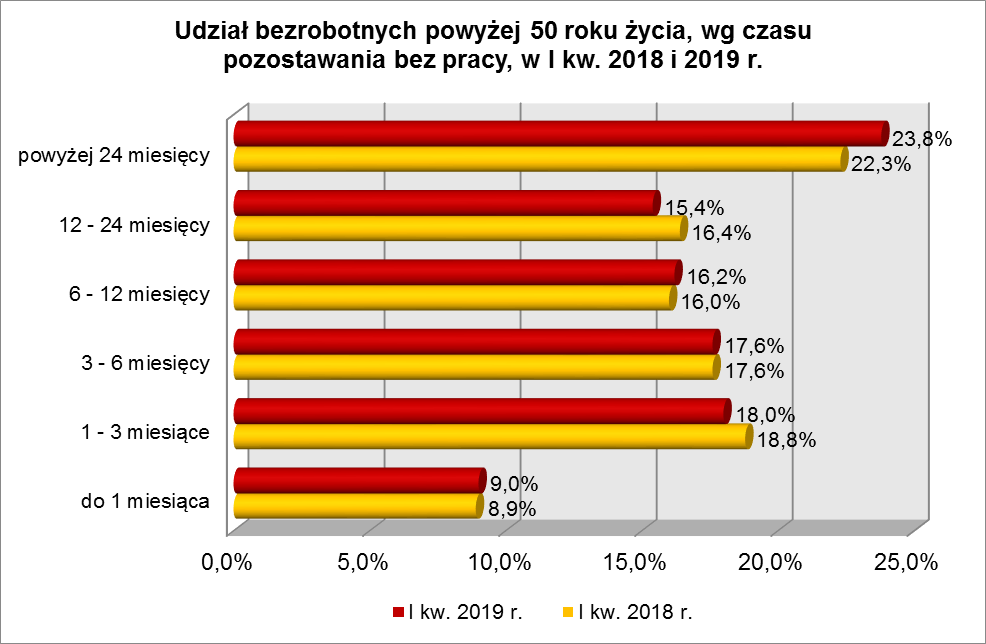 Udział bezrobotnych powyżej 50 roku życia, wg czasu
pozostawania bez pracy, w I kw. 2018 i 2019 r.
powyżej 24 miesięcy
23,8%
22,3%
12 - 24 miesięcy
15,4%
16,4%
6 - 12 miesięcy
16,2%
16,0%
3 - 6 miesięcy
17,6%
17,6%
1 - 3 miesiące
18,0%
18,8%
do 1 miesiąca
9,0%
8,9%
0,0% 5,0% 10,0% 15,0% 20,0% 25,0%
I kw. 2019 r. I kw. 2018 r.